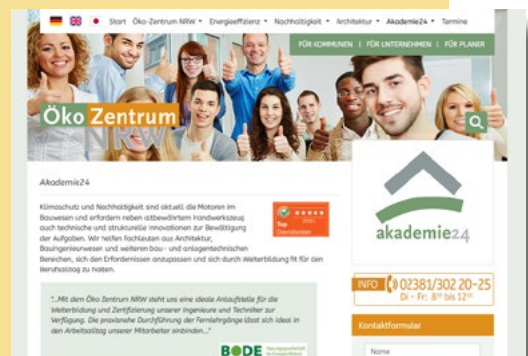 Start Öko-Zentrum NRW Energieeffizienz Nachhaltigkeit Architektur Akademie24 Termine
FÜR KOMMUNEN | FÜR UNTERNEHMEN | FÜR PLANER
Öko Zentrum
NRW
Akademie24
akademie24
Klimaschutz und Nachhaltigkeit sind aktuell die Motoren im
Bauwesen und erfordern neben altbewährtem Handwerkszeug
auch technische und strukturelle Innovationen zur Bewältigung
der Aufgaben. Wir helfen Fachleuten aus Architektur,
Bauingenieurwesen und weiteren bau- und anlagentechnischen
Bereichen, sich den Erfordernissen anzupassen und sich durch Weiterbildung fit für den
Berufsalltag zu halten.
Top
Dienstleister
INFO 02381/302 20-25
Di - Fr: 8³⁰ bis 12³⁰
"...Mit dem Öko Zentrum NRW steht uns eine ideale Anlaufstelle für die
Weiterbildung und Zertifizierung unserer Ingenieure und Techniker zur
Verfügung. Die praxisnahe Durchführung der Fernlehrgänge lässt sich ideal in
den Arbeitsalltag unserer Mitarbeiter einbinden..."
BODE
Kontaktformular
Name